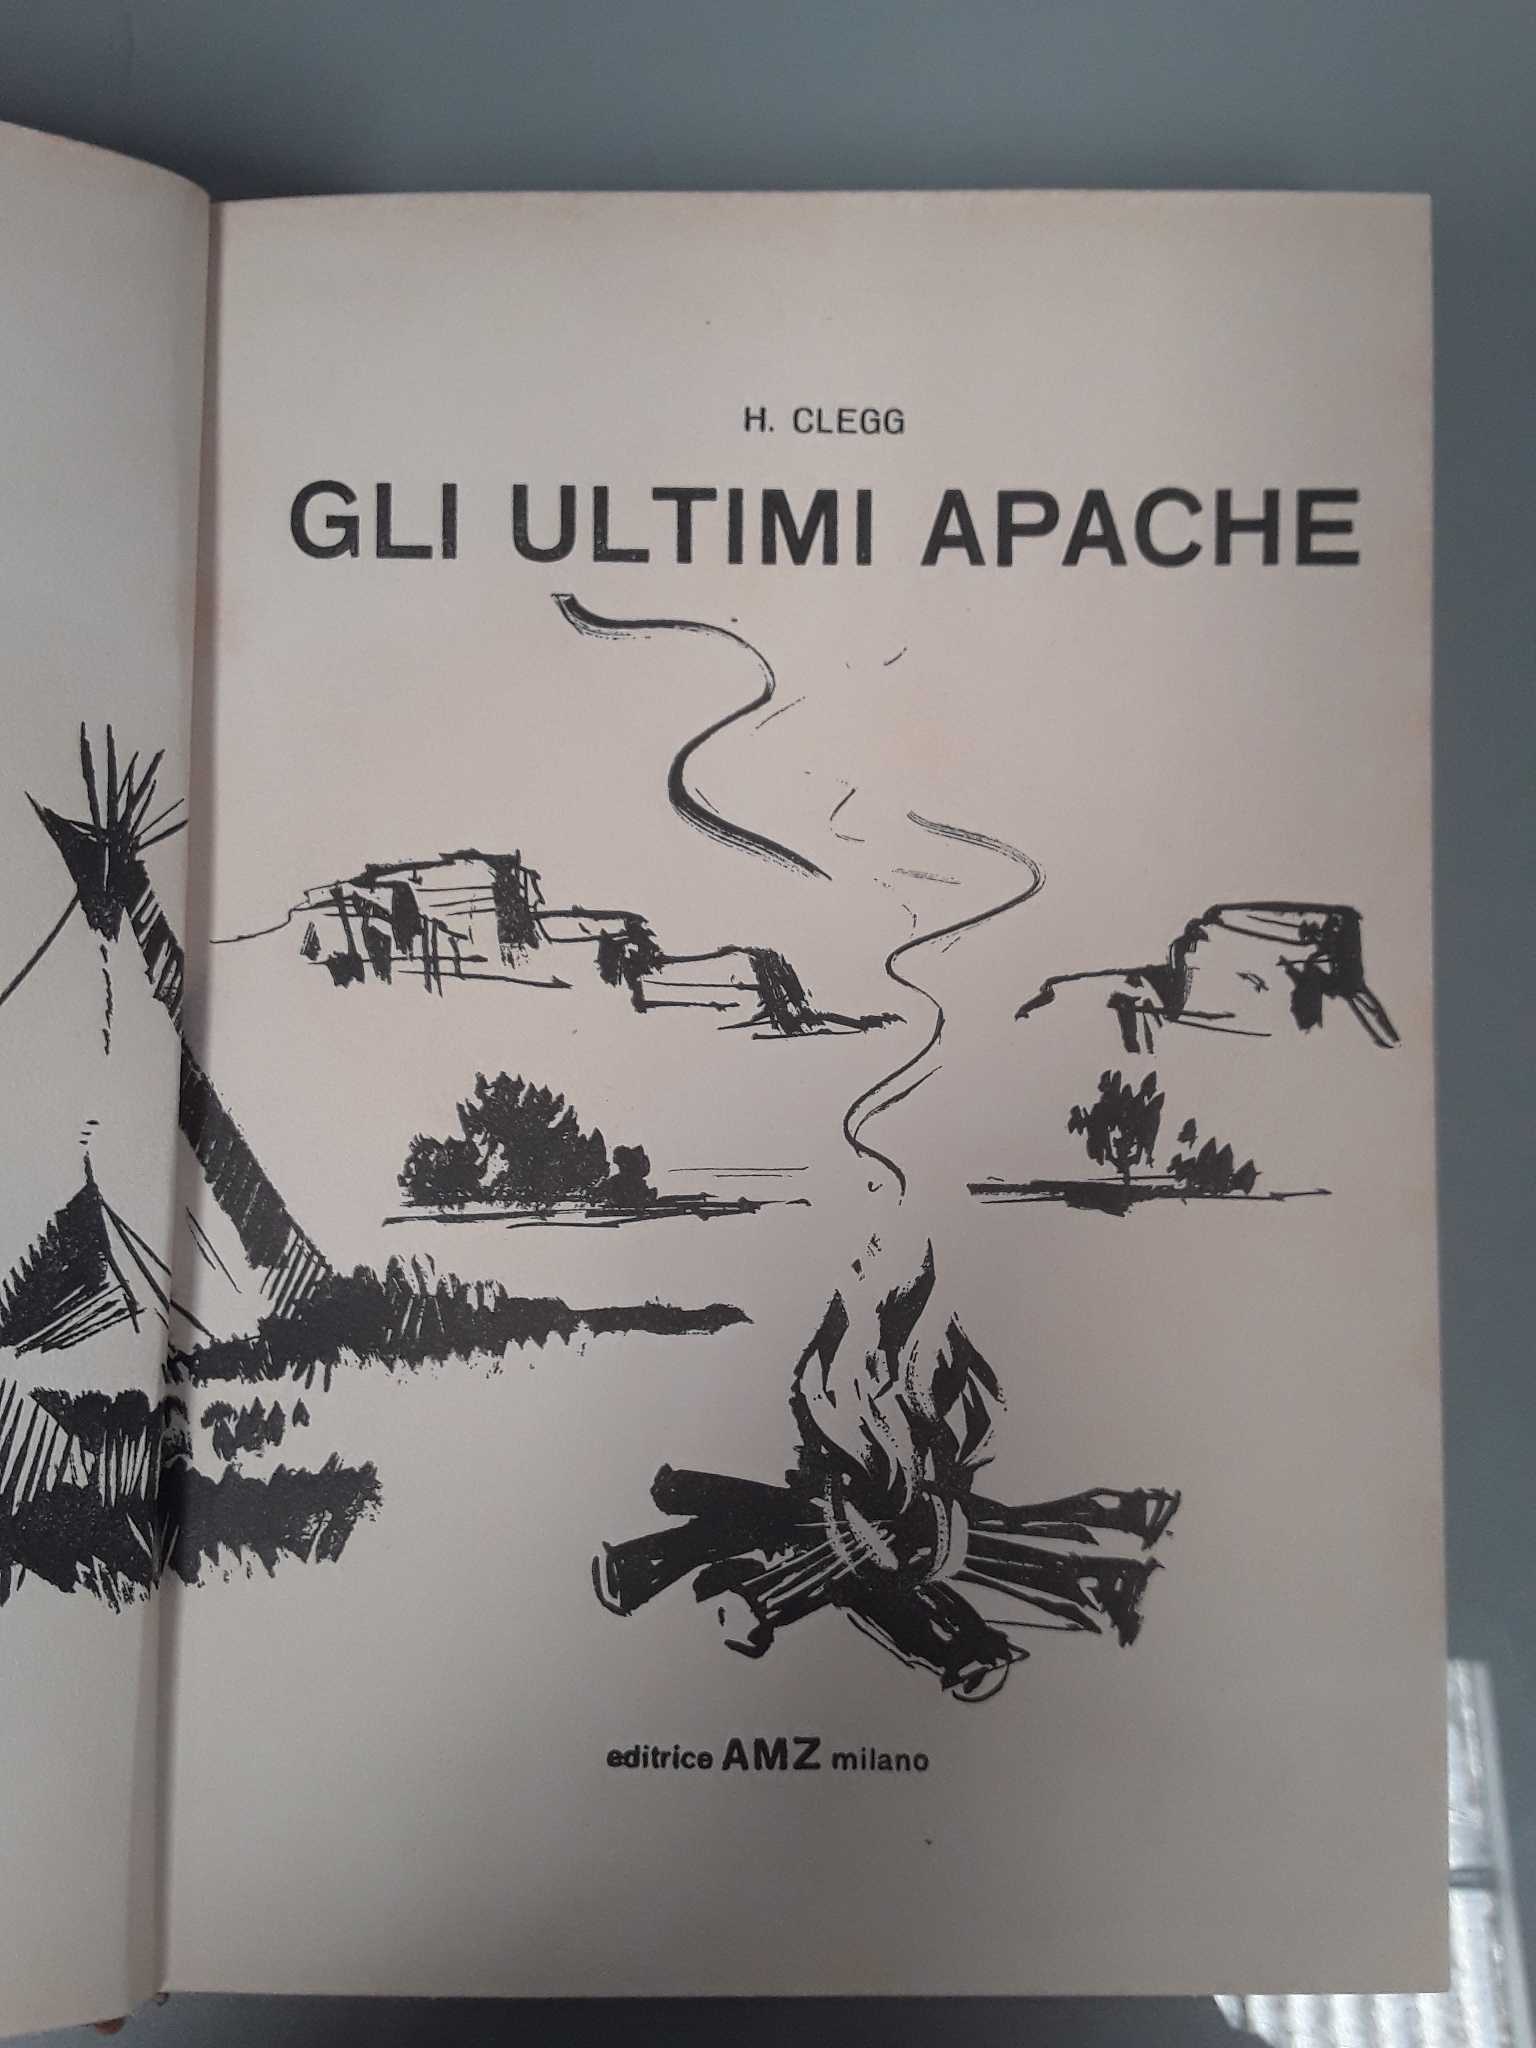 H. CLEGG
GLI ULTIMI APACHE
editrice AMZ milano